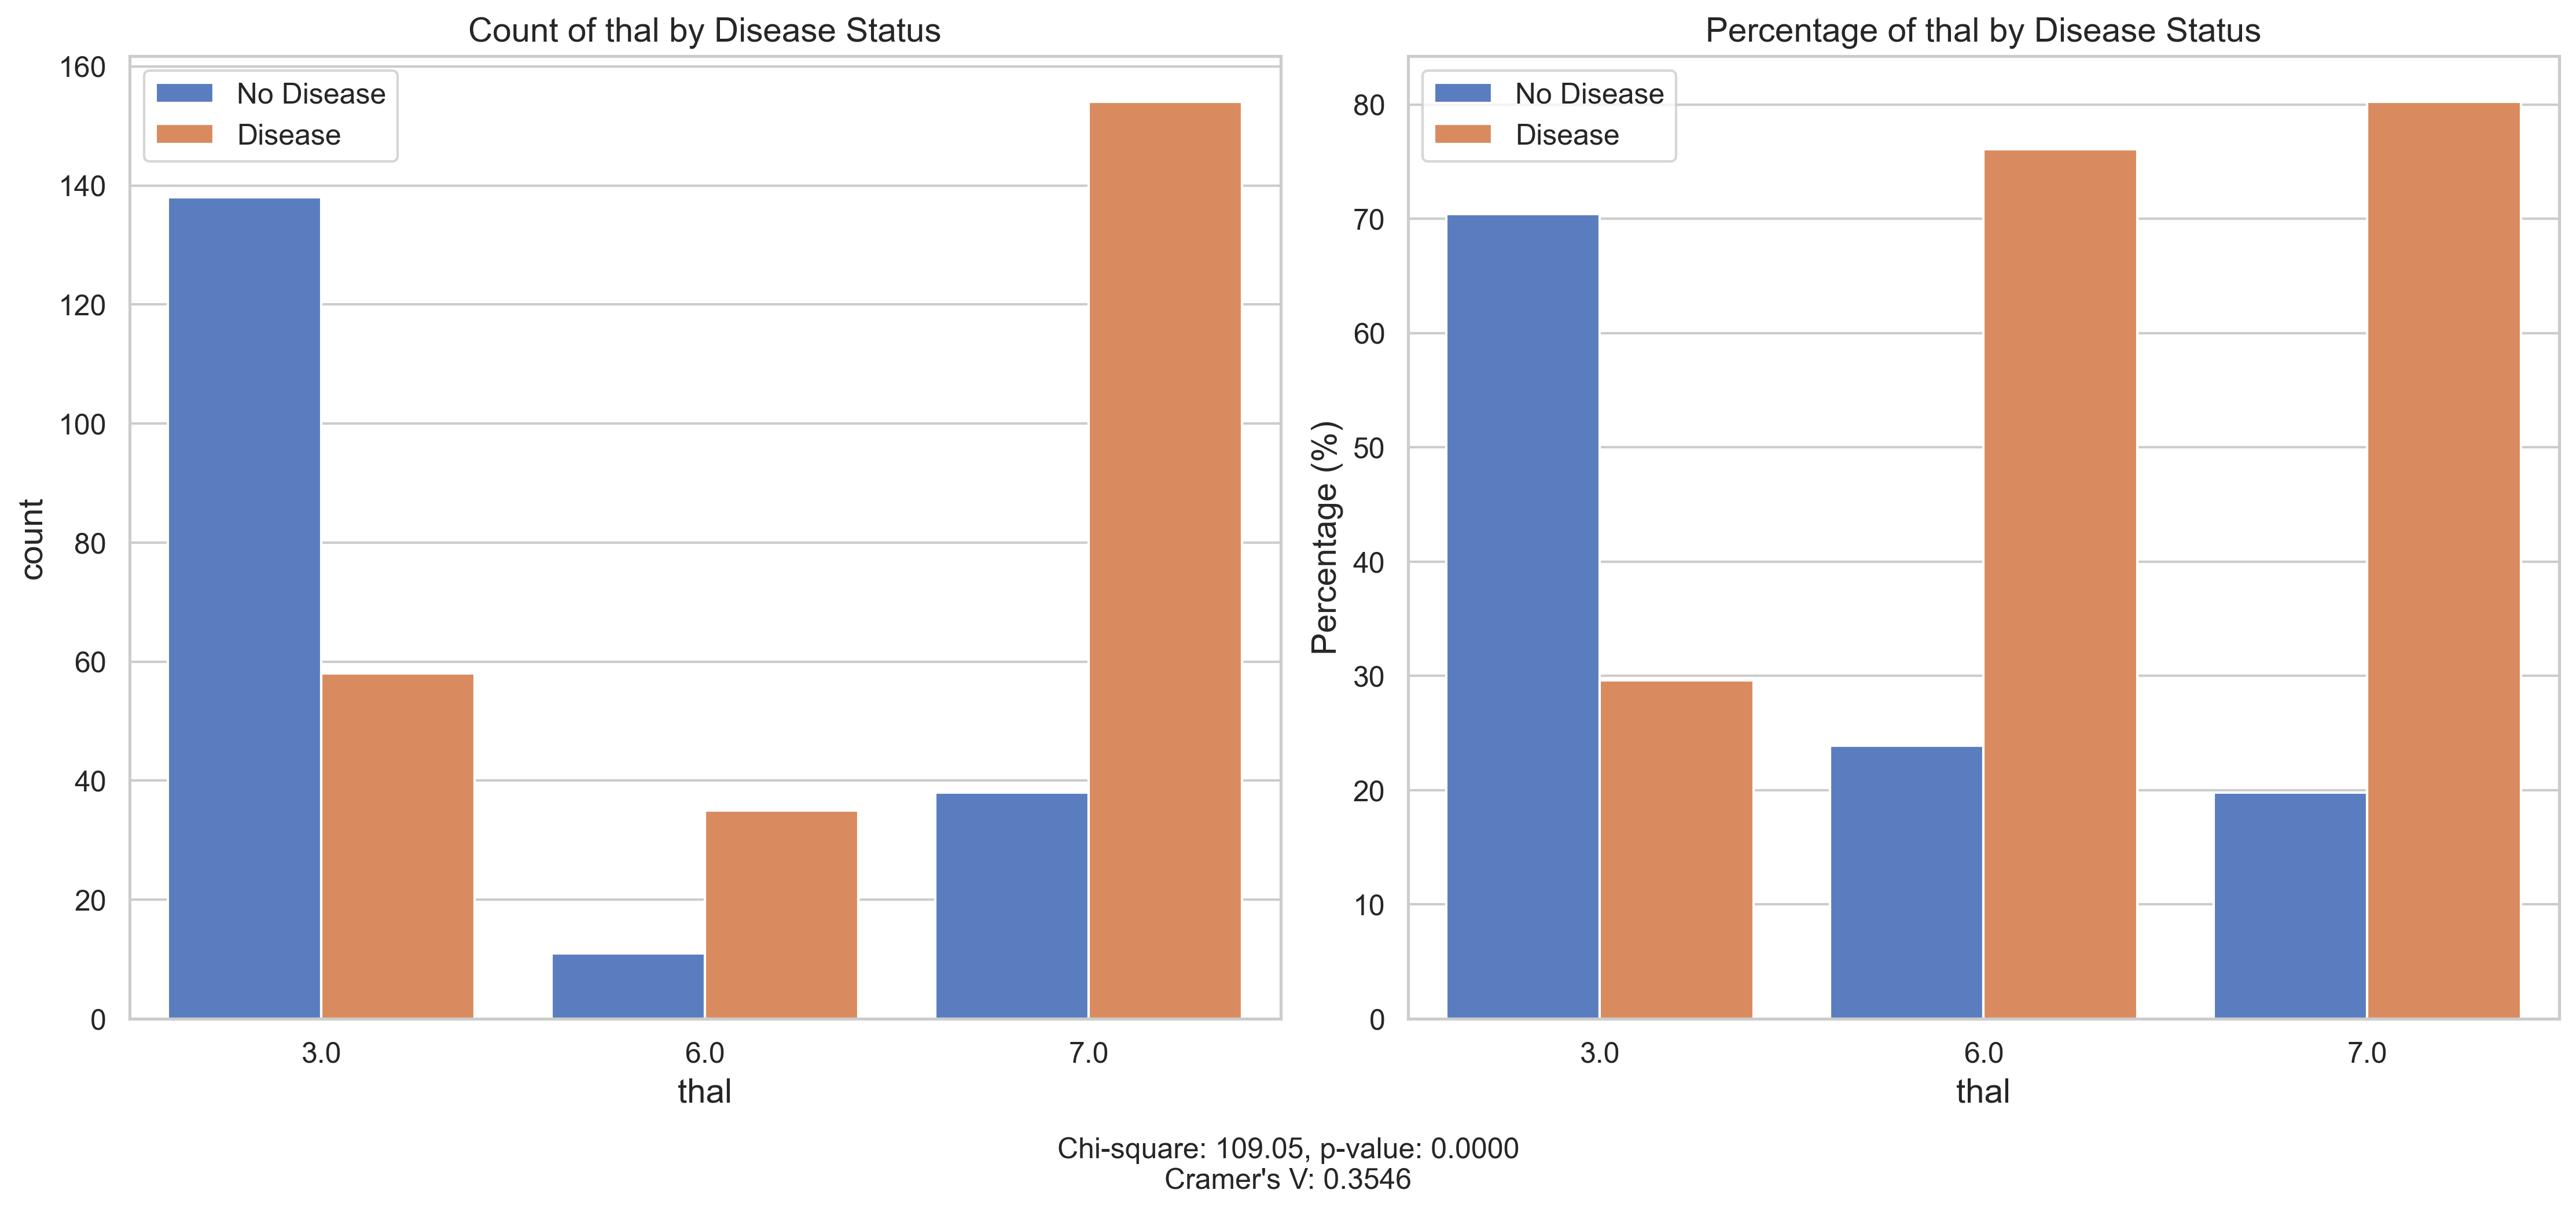 Count of thal by Disease Status
No Disease
Disease
160
140
120
100
80
60
40
20
0
count
3.0
6.0
7.0
thal
Percentage of thal by Disease Status
No Disease
Disease
80
70
60
50
40
30
20
10
0
Percentage (%)
3.0
6.0
7.0
thal
Chi-square: 109.05, p-value: 0.0000
Cramer's V: 0.3546